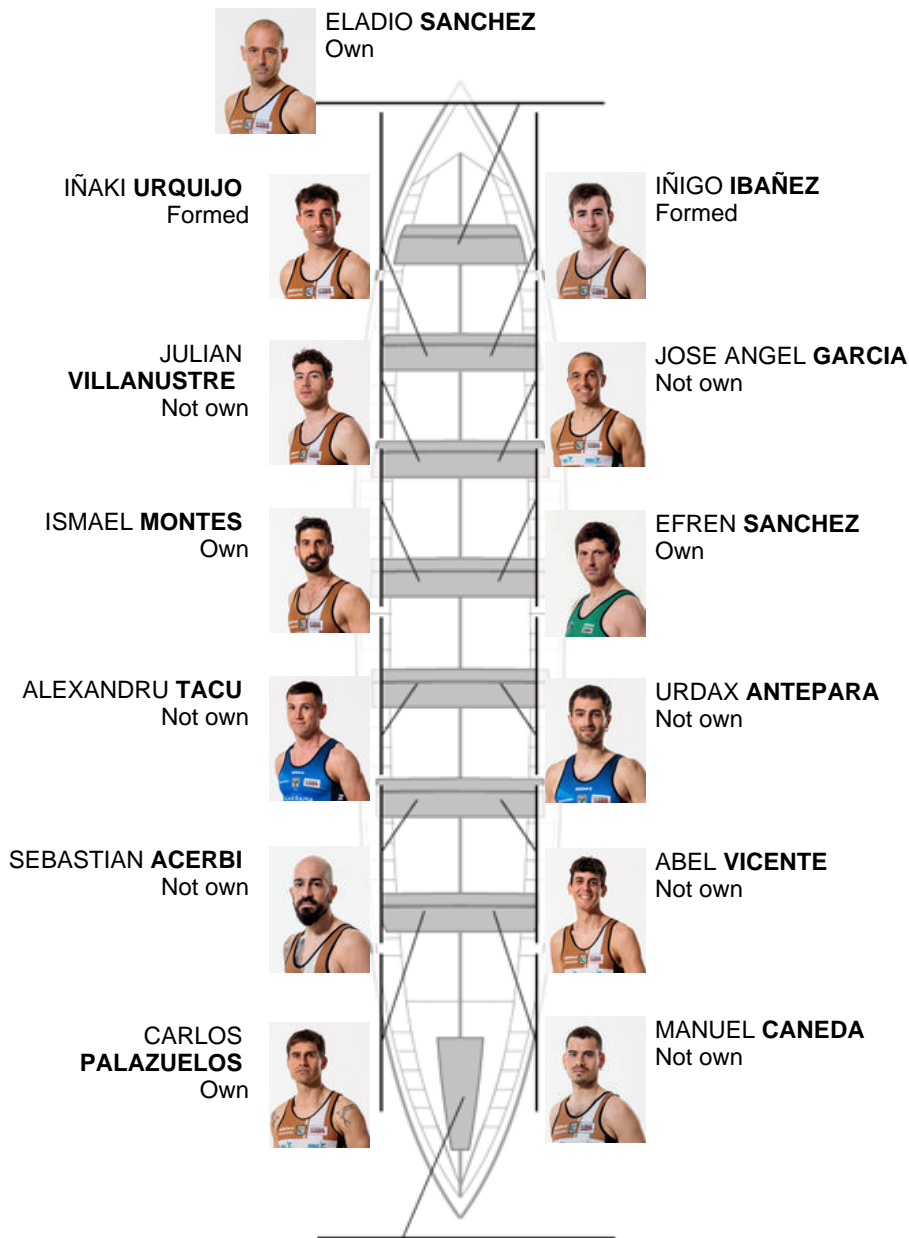 ELADIO SANCHEZ
Own
IÑAKI URQUIJO
Formed
IÑIGO IBAÑEZ
Formed
JULIAN
VILLANUSTRE
Not own
JOSE ANGEL GARCIA
Not own
ISMAEL MONTES
Own
EFREN SANCHEZ
Own
ALEXANDRU TACU
Not own
URDAX ANTEPARA
Not own
SEBASTIAN ACERBI
Not own
ABEL VICENTE
Not own
CARLOS
PALAZUELOS
Own
MANUEL CANEDA
Not own